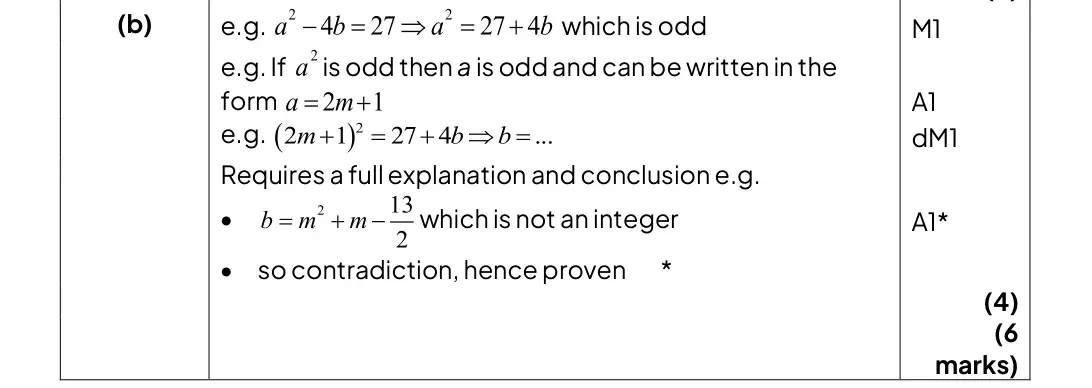 (b) e.g. a² − 4b = 27 ⇒ a² = 27 + 4b which is odd M1
e.g. If a² is odd then a is odd and can be written in the
form a = 2m+1 A1
e.g. (2m+1)² = 27 + 4b ⇒ b = ... dM1
Requires a full explanation and conclusion e.g.
• b = m² + m − 13/2 which is not an integer A1*
• so contradiction, hence proven *
(4)
(6
marks)